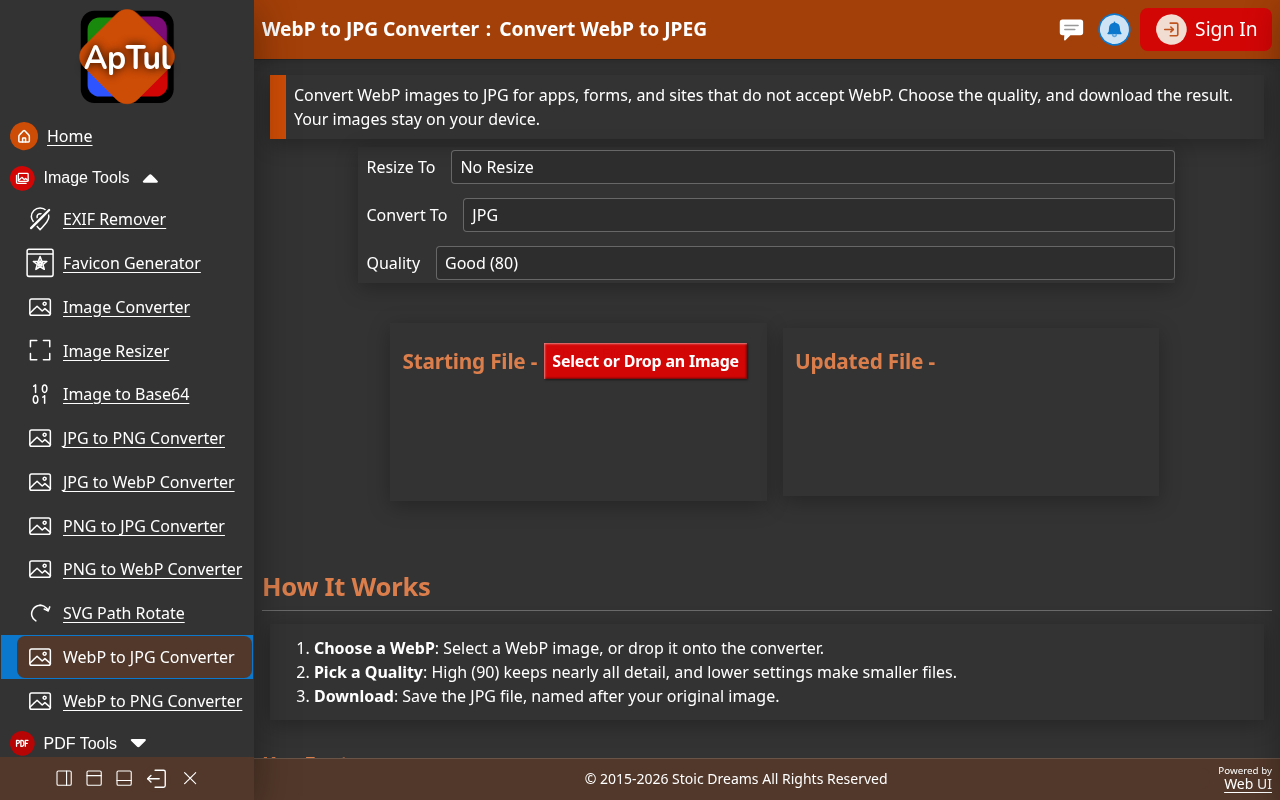 ApTul
Home
Image Tools
EXIF Remover
Favicon Generator
Image Converter
Image Resizer
Image to Base64
JPG to PNG Converter
JPG to WebP Converter
PNG to JPG Converter
PNG to WebP Converter
SVG Path Rotate
WebP to JPG Converter
WebP to PNG Converter
PDF PDF Tools
WebP to JPG Converter : Convert WebP to JPEG
Sign In
Convert WebP images to JPG for apps, forms, and sites that do not accept WebP. Choose the quality, and download the result.
Your images stay on your device.
Resize To No Resize
Convert To JPG
Quality Good (80)
Starting File - Select or Drop an Image
Updated File -
How It Works
1. Choose a WebP: Select a WebP image, or drop it onto the converter.
2. Pick a Quality: High (90) keeps nearly all detail, and lower settings make smaller files.
3. Download: Save the JPG file, named after your original image.
© 2015-2026 Stoic Dreams All Rights Reserved
Powered by
Web UI